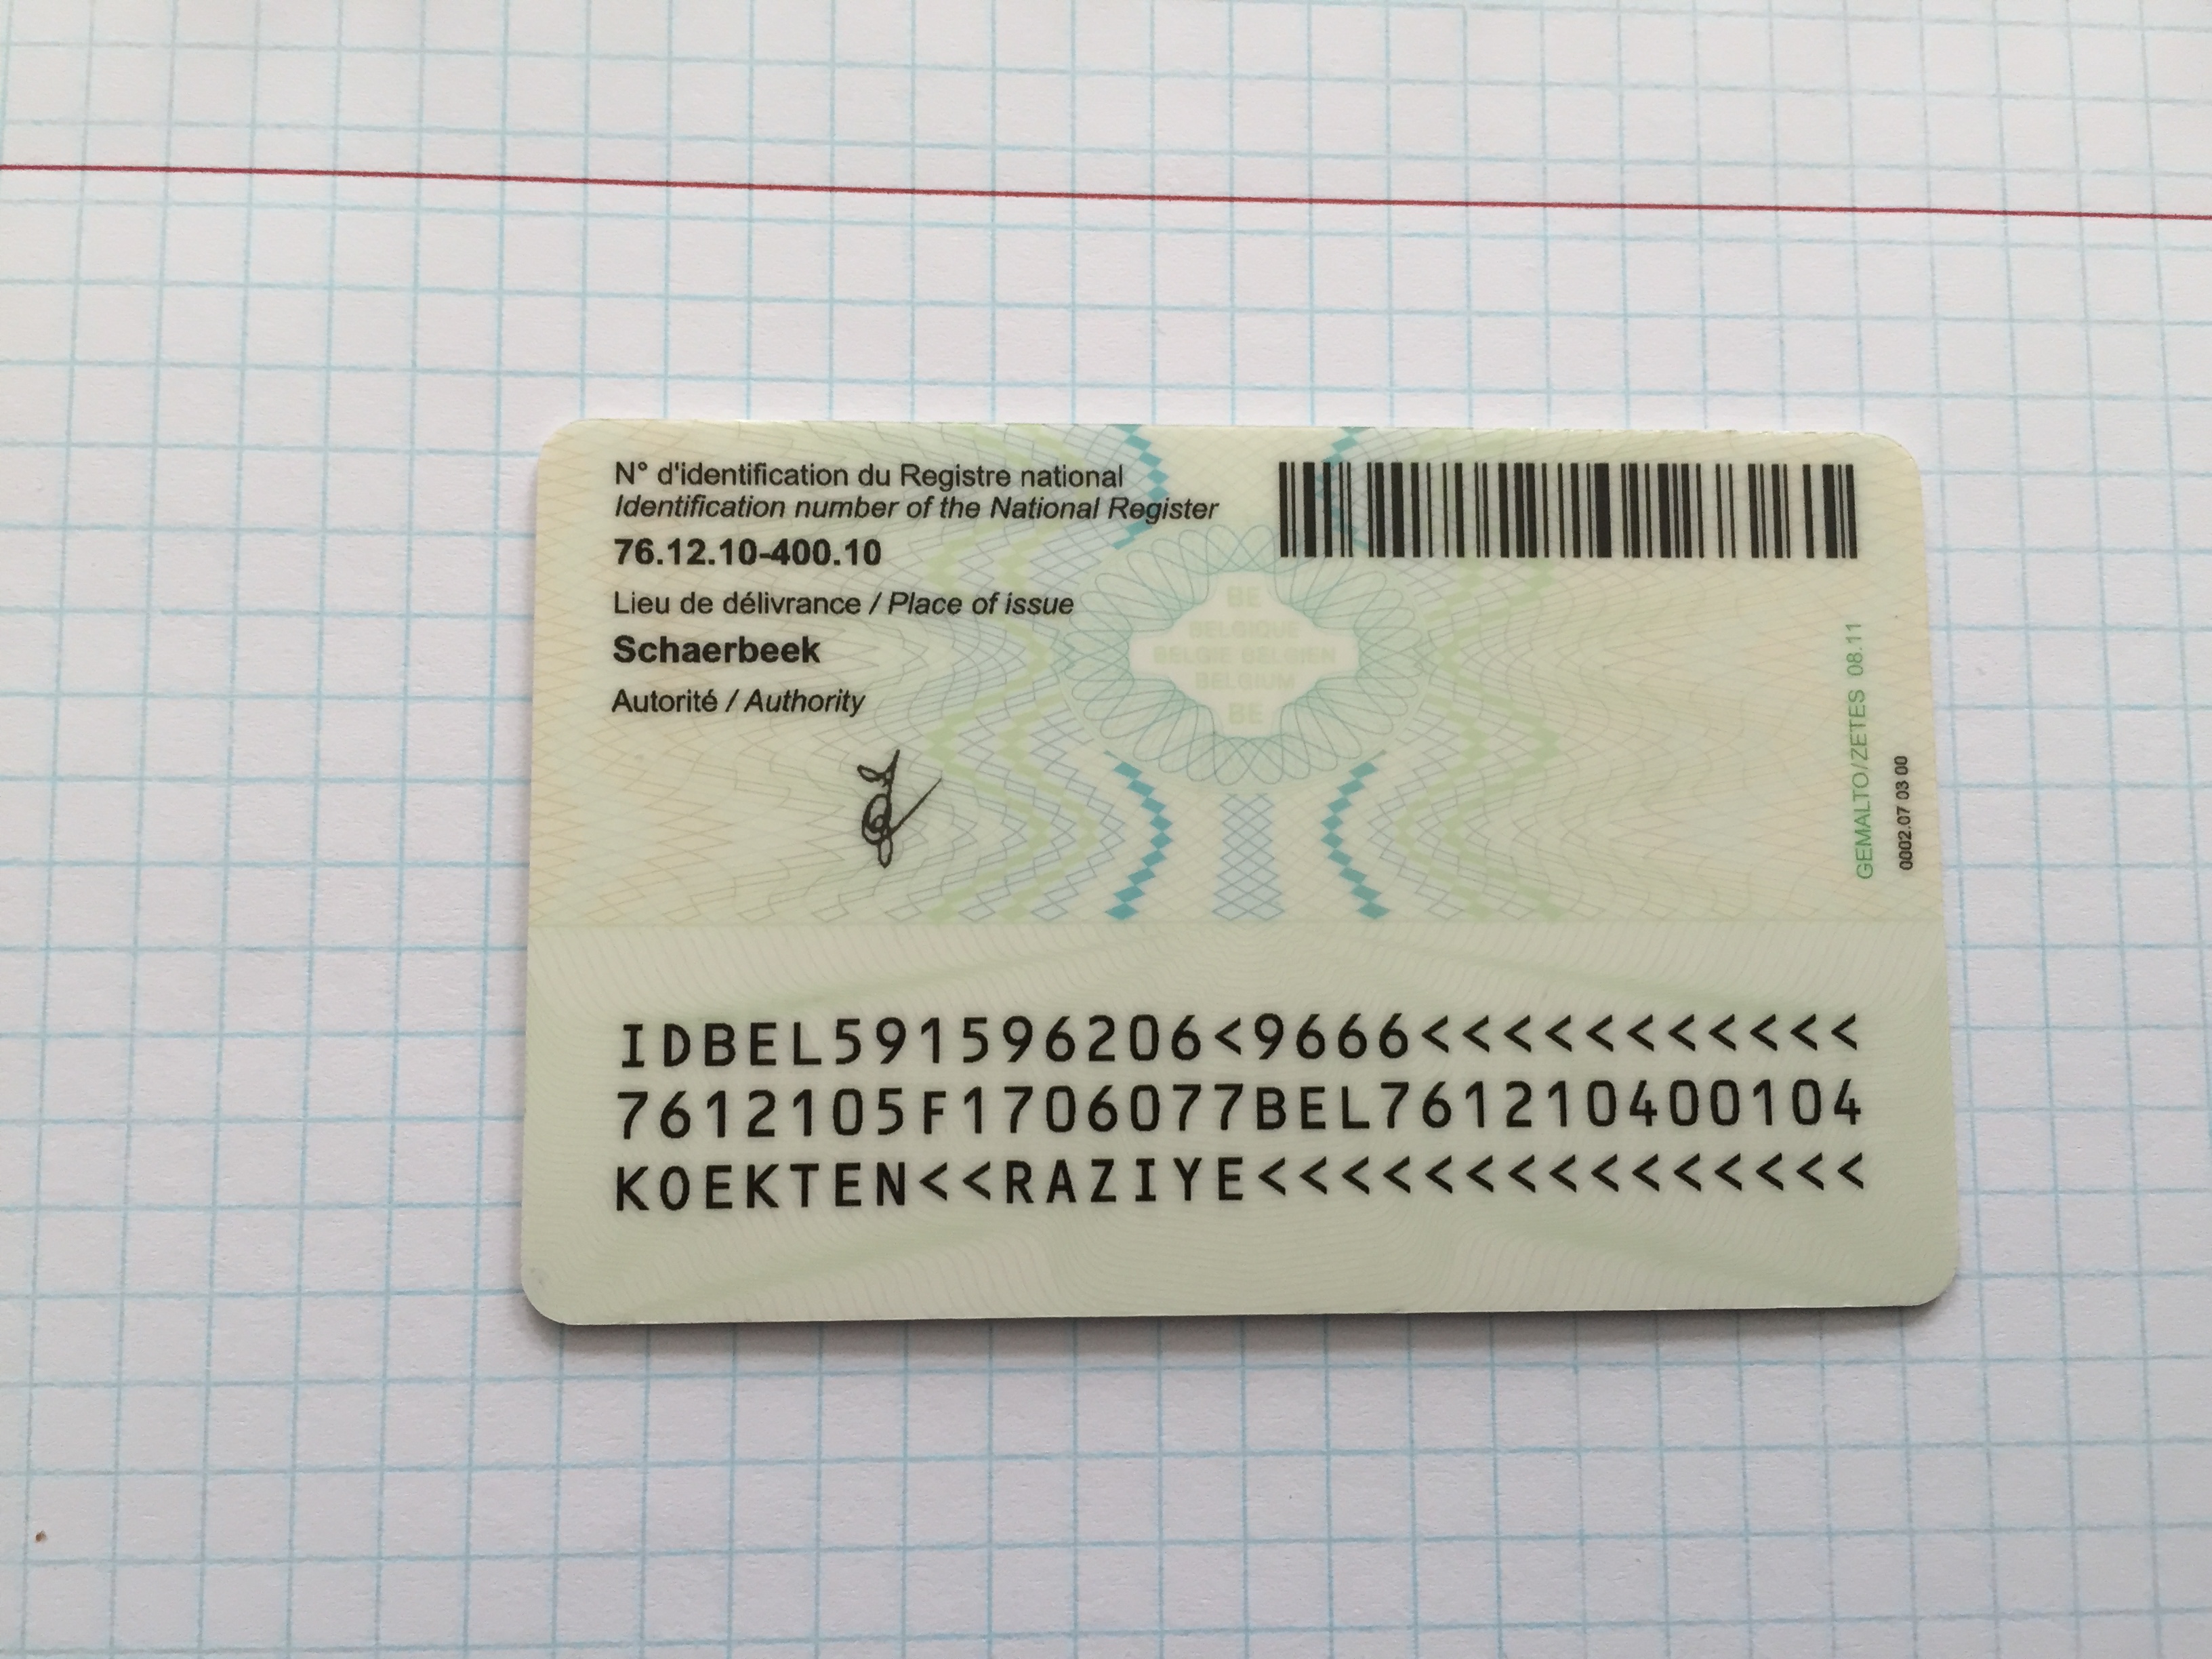 N° d'identification du Registre national
Identification number of the National Register
76.12.10-400.10
Lieu de délivrance / Place of issue
Schaerbeek
Autorité / Authority
BE
BELGIQUE
BELGIE BELGIEN
BELGIUM
BE
GEMALTO/ZETES 08.11
0002.07 03 00
IDBEL591596206<9666<<<<<<<<<<<
7612105F1706077BEL761210400104
KOEKTEN<<RAZIYE<<<<<<<<<<<<<<<